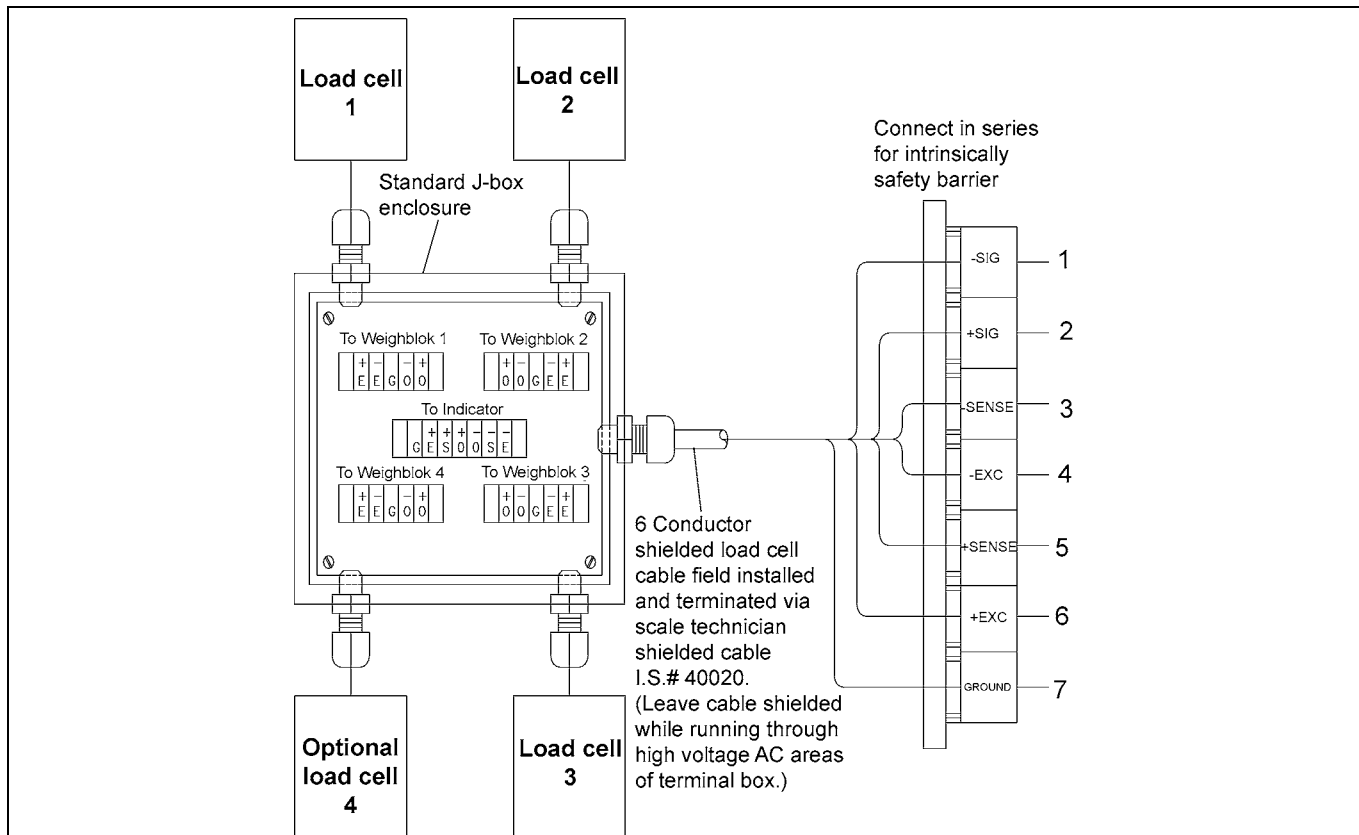 Load cell
1
Load cell
2
Standard J-box
enclosure
To Weighblok 1
+ - - +
E E G O O
To Weighblok 2
+ - - +
O O G E E
To Indicator
+ + + - - -
G E S O O S E
To Weighblok 4
+ - - +
E E G O O
To Weighblok 3
+ - - +
O O G E E
Optional
load cell
4
Load cell
3
6 Conductor
shielded load cell
cable field installed
and terminated via
scale technician
shielded cable
I.S.# 40020.
(Leave cable shielded
while running through
high voltage AC areas
of terminal box.)
Connect in series
for intrinsically
safety barrier
-SIG 1
+SIG 2
-SENSE 3
-EXC 4
+SENSE 5
+EXC 6
GROUND 7